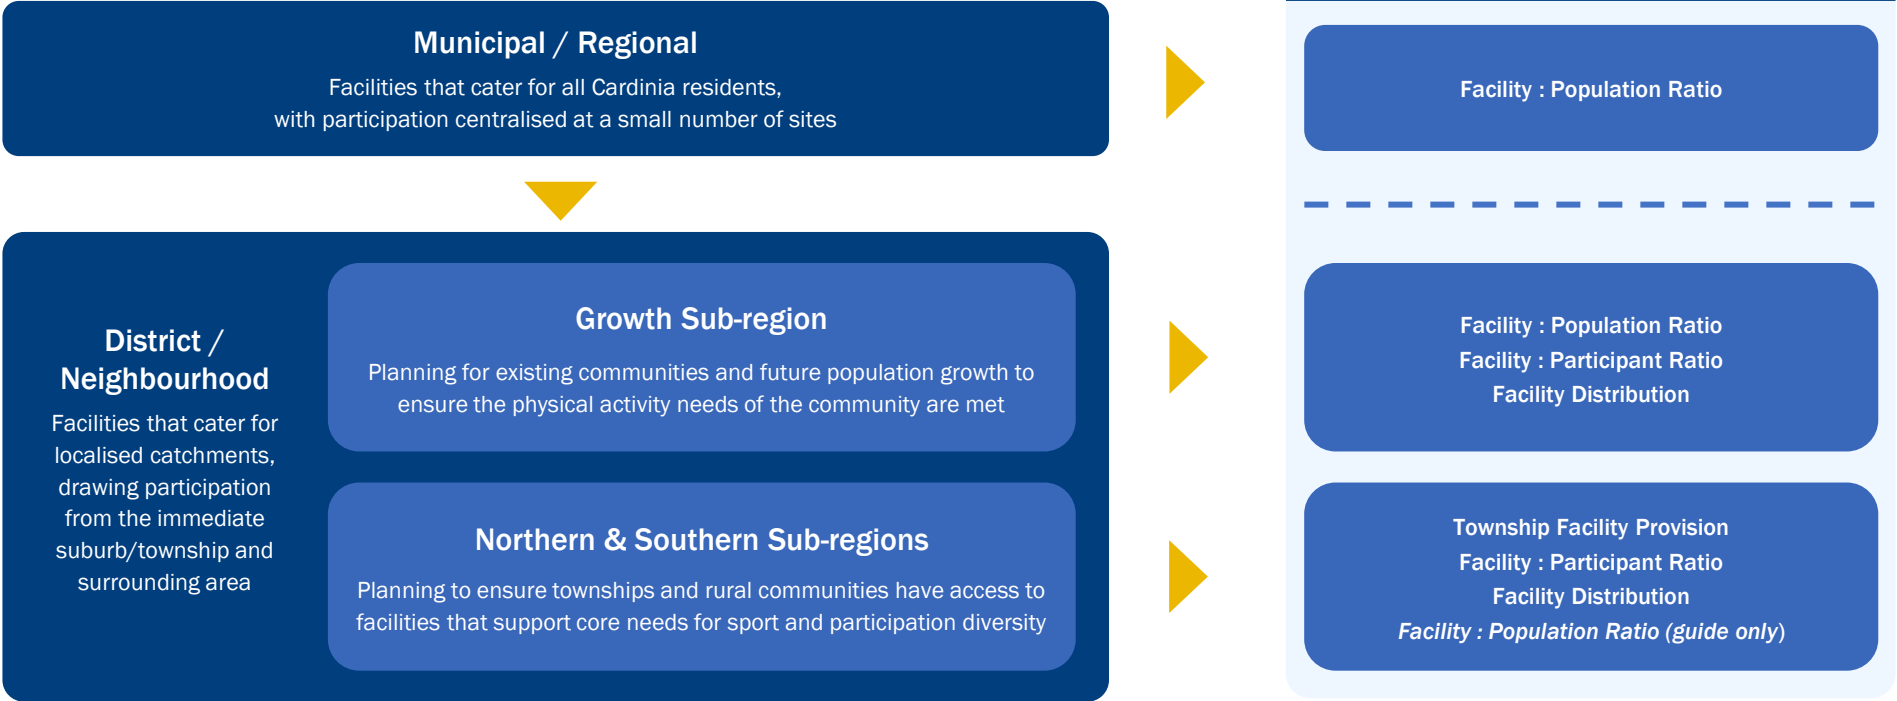 Municipal / Regional
Facilities that cater for all Cardinia residents,
with participation centralised at a small number of sites
Facility : Population Ratio
District /
Neighbourhood
Facilities that cater for
localised catchments,
drawing participation
from the immediate
suburb/township and
surrounding area
Growth Sub-region
Planning for existing communities and future population growth to
ensure the physical activity needs of the community are met
Facility : Population Ratio
Facility : Participant Ratio
Facility Distribution
Northern & Southern Sub-regions
Planning to ensure townships and rural communities have access to
facilities that support core needs for sport and participation diversity
Township Facility Provision
Facility : Participant Ratio
Facility Distribution
Facility : Population Ratio (guide only)